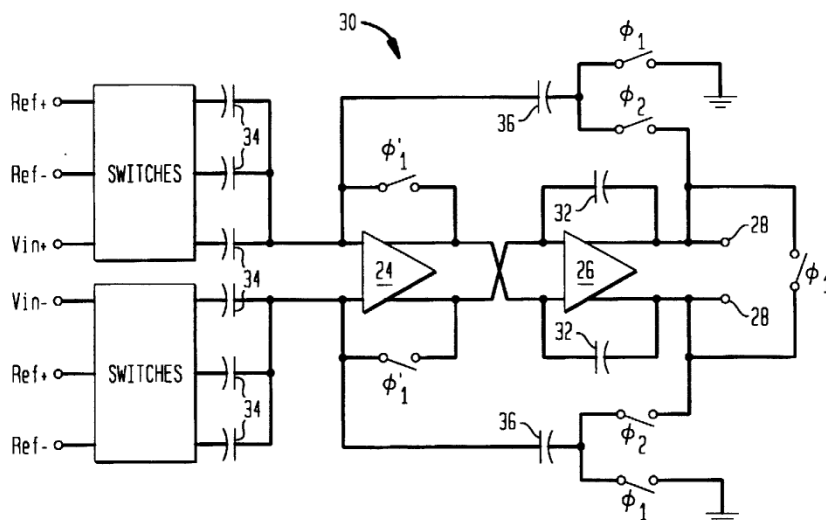 30
ϕ1
Ref+
36
ϕ2
34
Ref-
SWITCHES
ϕ'1
32
Vin+
28
24
26
34
ϕ1
Vin-
28
SWITCHES
32
Ref+
ϕ'1
34
36
ϕ2
Ref-
ϕ1